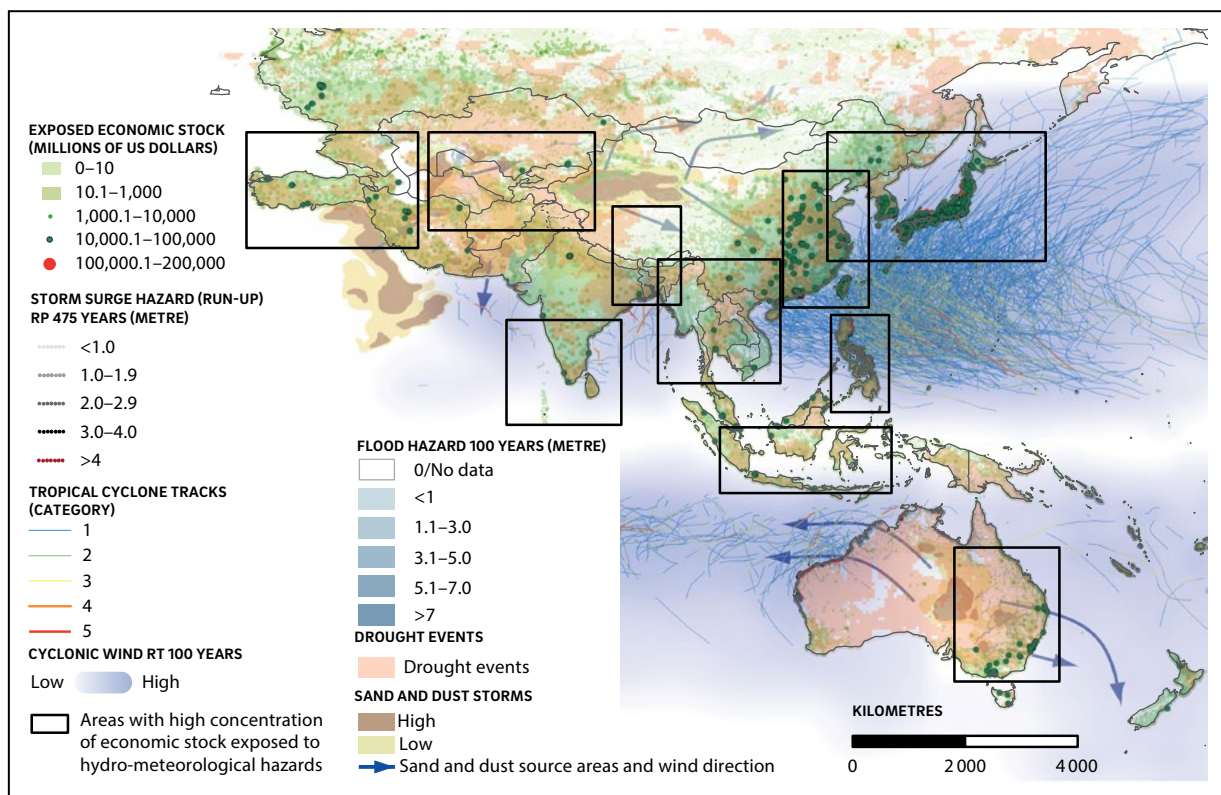 EXPOSED ECONOMIC STOCK
(MILLIONS OF US DOLLARS)
0–10
10.1–1,000
1,000.1–10,000
10,000.1–100,000
100,000.1–200,000
STORM SURGE HAZARD (RUN-UP)
RP 475 YEARS (METRE)
<1.0
1.0–1.9
2.0–2.9
3.0–4.0
>4
TROPICAL CYCLONE TRACKS
(CATEGORY)
1
2
3
4
5
CYCLONIC WIND RT 100 YEARS
Low High
Areas with high concentration
of economic stock exposed to
hydro-meteorological hazards
FLOOD HAZARD 100 YEARS (METRE)
0/No data
<1
1.1–3.0
3.1–5.0
5.1–7.0
>7
DROUGHT EVENTS
Drought events
SAND AND DUST STORMS
High
Low
Sand and dust source areas and wind direction
KILOMETRES
0 2 000 4 000